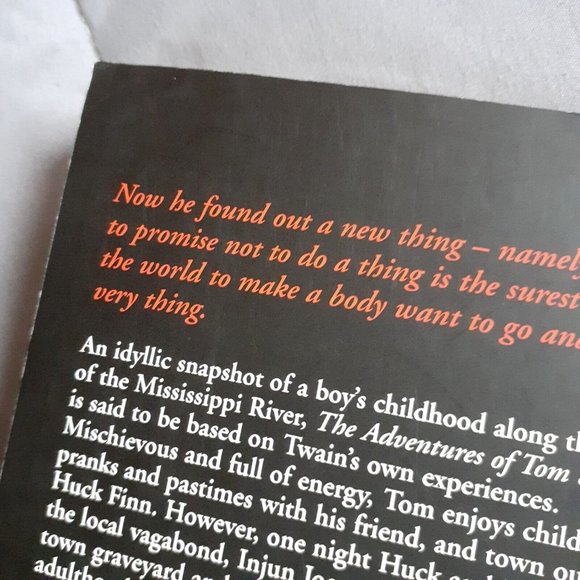 Now he found out a new thing – namel
to promise not to do a thing is the surest
the world to make a body want to go and
very thing.
An idyllic snapshot of a boy's childhood along th
of the Mississippi River, The Adventures of Tom
is said to be based on Twain's own experiences.
Mischievous and full of energy, Tom enjoys child
pranks and pastimes with his friend, and town ou
Huck Finn. However, one night Huck
the local vagabond, Injun Joe
town graveyard and